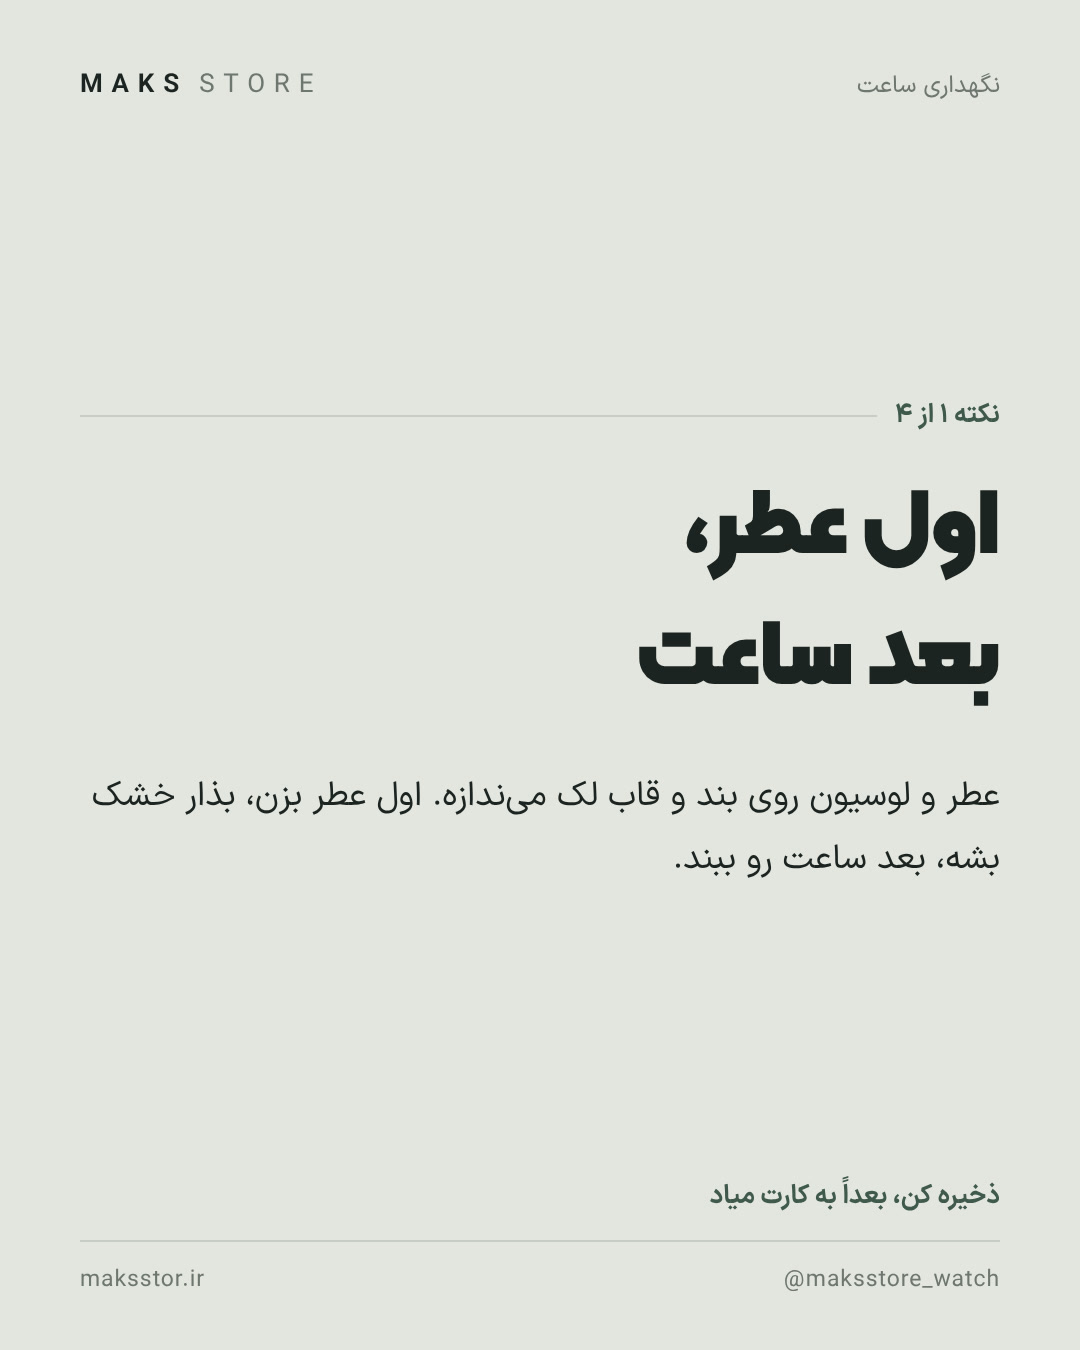 MAKS STORE
نگهداری ساعت
نکته ۱ از ۴
اول عطر،
بعد ساعت
عطر و لوسیون روی بند و قاب لک می‌ندازه. اول عطر بزن، بذار خشک
بشه، بعد ساعت رو ببند.
ذخیره کن، بعداً به کارت میاد
maksstor.ir
@maksstore_watch